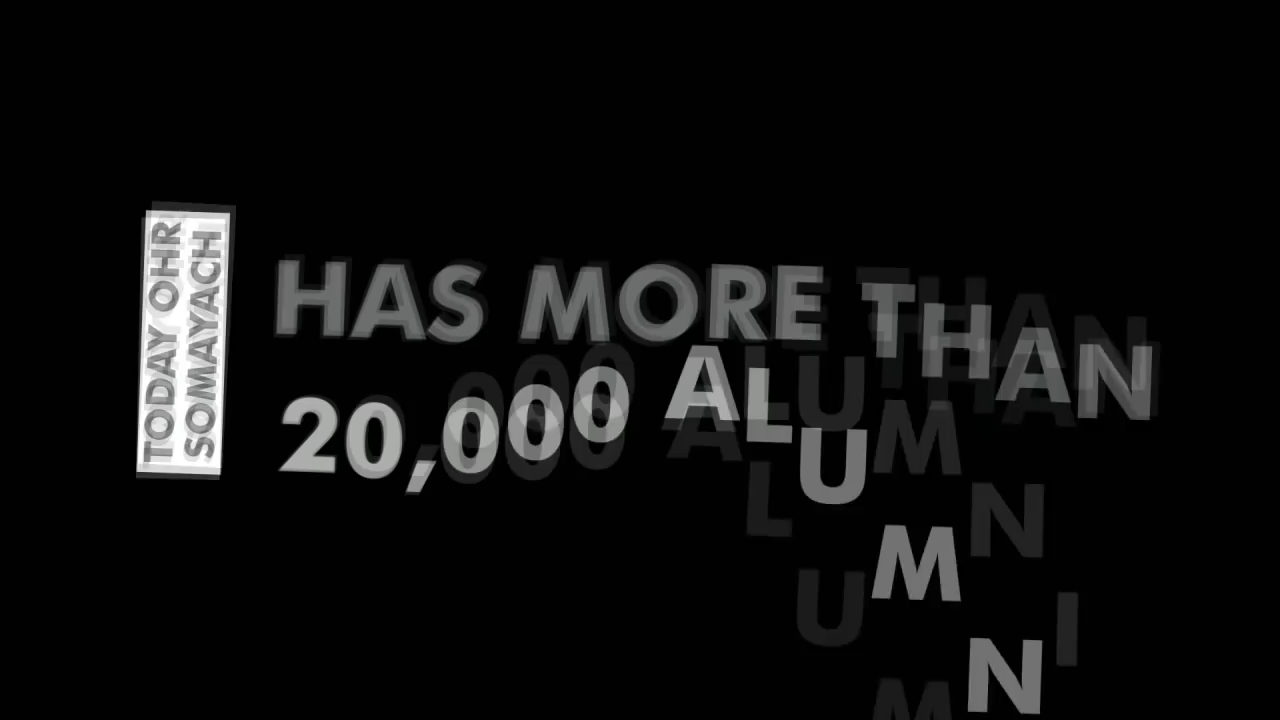 TODAY OHR
SOMAYACH
HAS MORE THAN
20,000 ALUMNI